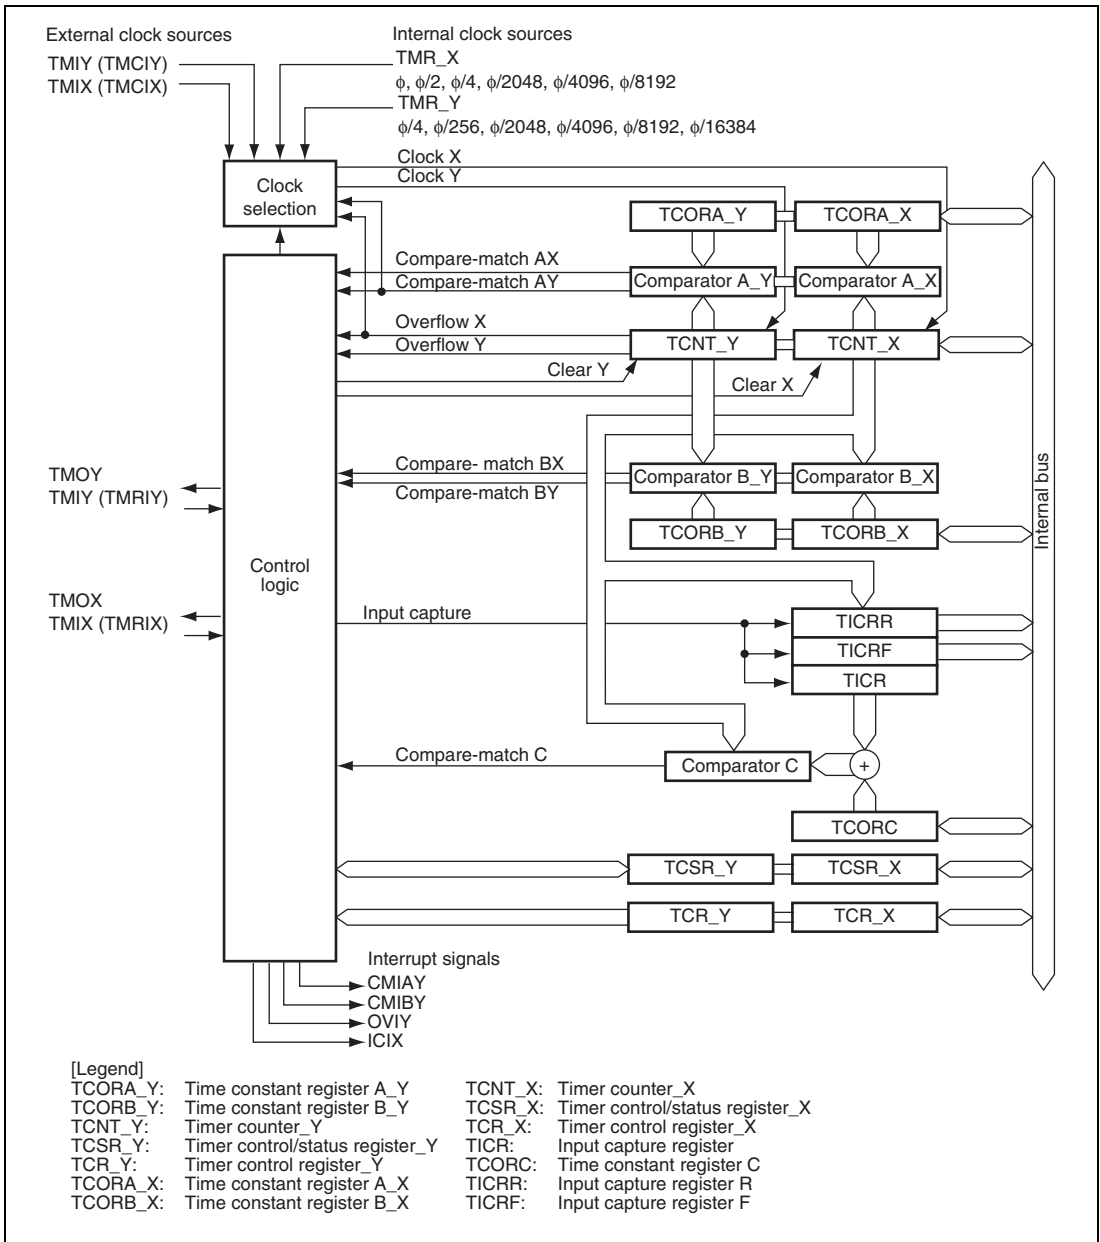 External clock sources
Internal clock sources
TMIY (TMCIY)
TMIX (TMCIX)
TMR_X
ϕ, ϕ/2, ϕ/4, ϕ/2048, ϕ/4096, ϕ/8192
TMR_Y
ϕ/4, ϕ/256, ϕ/2048, ϕ/4096, ϕ/8192, ϕ/16384
Clock X
Clock Y
Clock
selection
TCORA_Y
TCORA_X
Compare-match AX
Compare-match AY
Comparator A_Y
Comparator A_X
Overflow X
Overflow Y
TCNT_Y
TCNT_X
Clear Y
Clear X
Compare- match BX
Compare-match BY
Comparator B_Y
Comparator B_X
TCORB_Y
TCORB_X
Internal bus
TMOY
TMIY (TMRIY)
Control
logic
TMOX
TMIX (TMRIX)
Input capture
TICRR
TICRF
TICR
Compare-match C
Comparator C
+
TCORC
TCSR_Y
TCSR_X
TCR_Y
TCR_X
Interrupt signals
CMIAY
CMIBY
OVIY
ICIX
[Legend]
TCORA_Y: Time constant register A_Y
TCORB_Y: Time constant register B_Y
TCNT_Y: Timer counter_Y
TCSR_Y: Timer control/status register_Y
TCR_Y: Timer control register_Y
TCORA_X: Time constant register A_X
TCORB_X: Time constant register B_X
TCNT_X: Timer counter_X
TCSR_X: Timer control/status register_X
TCR_X: Timer control register_X
TICR: Input capture register
TCORC: Time constant register C
TICRR: Input capture register R
TICRF: Input capture register F